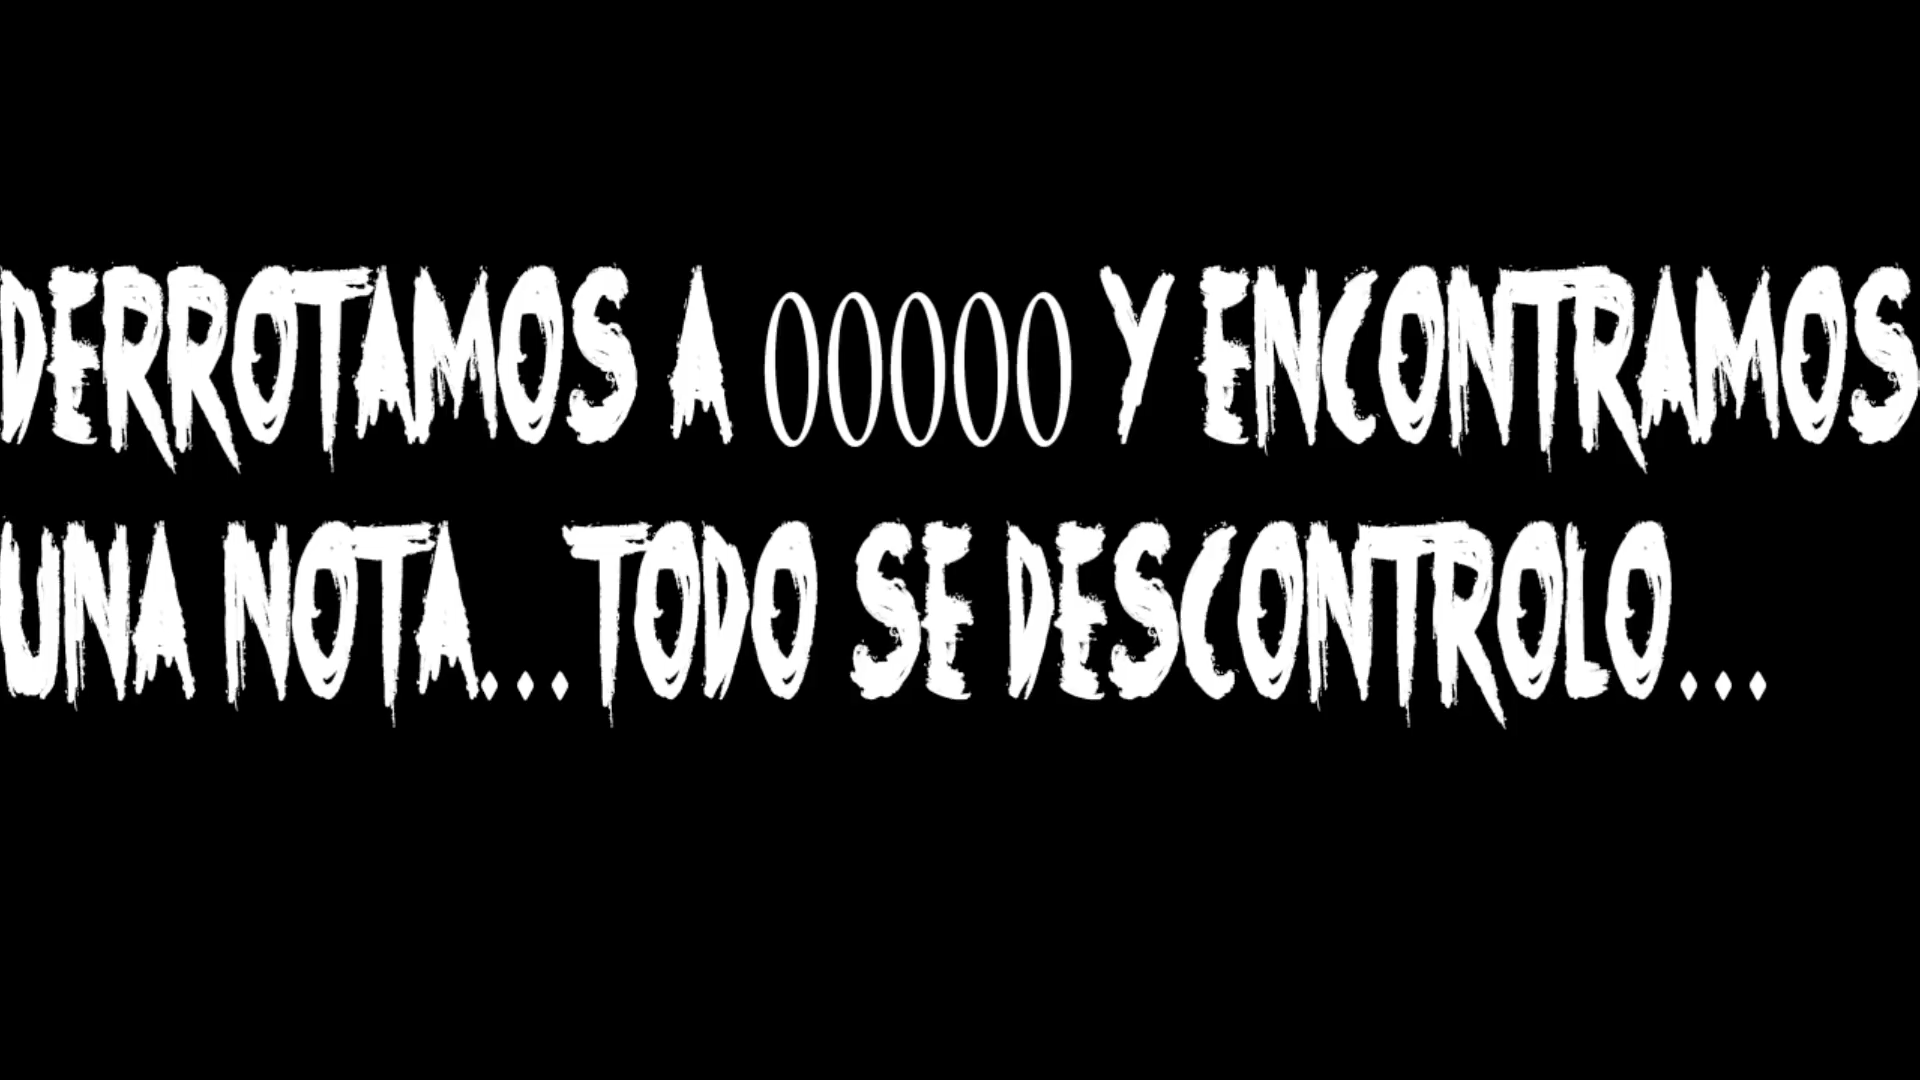 DERROTAMOS A 00000 Y ENCONTRAMOS
UNA NOTA...TODO SE DESCONTROLO...